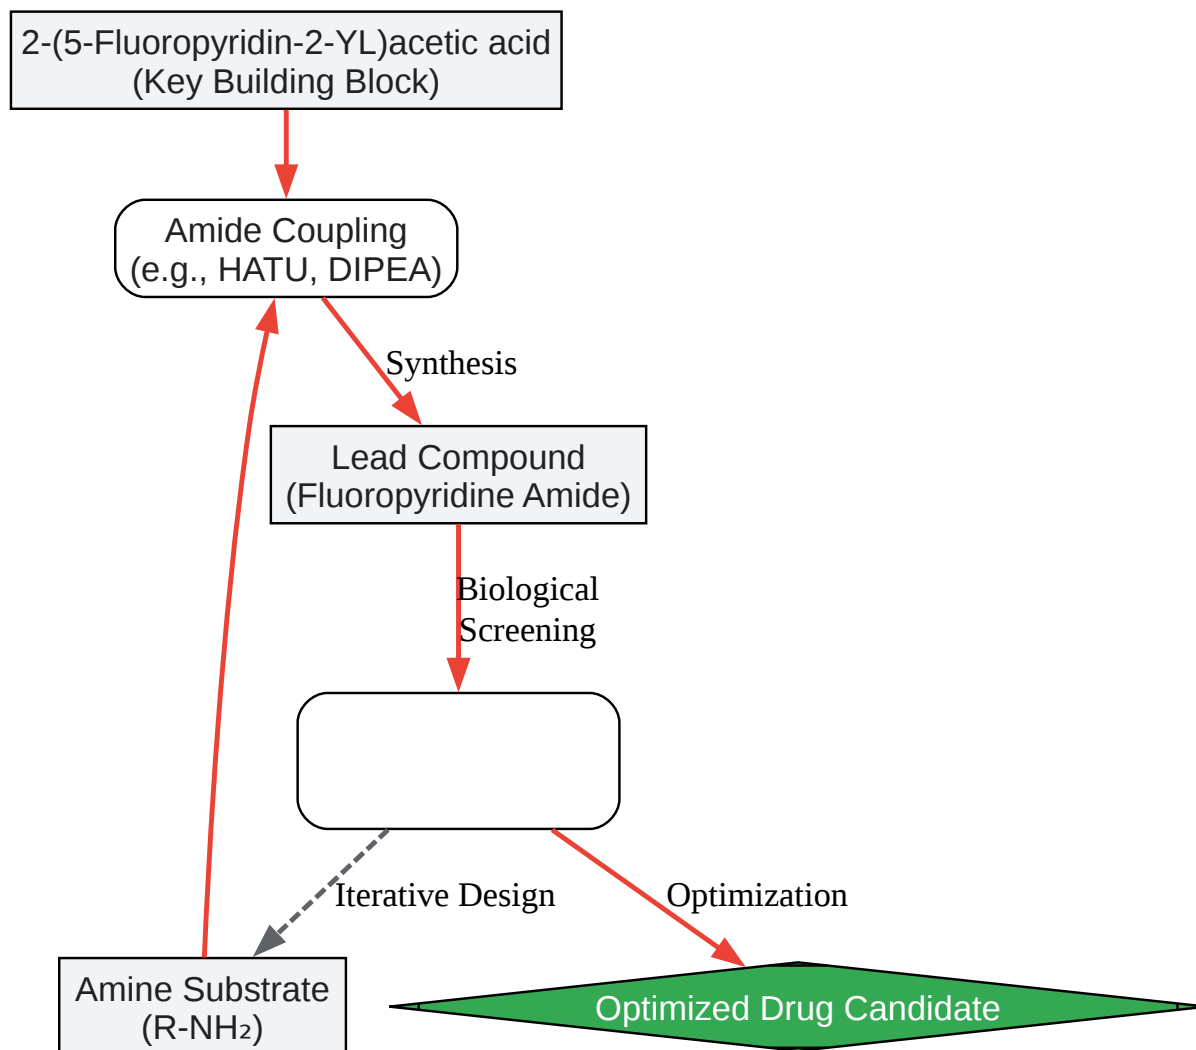 2-(5-Fluoropyridin-2-YL)acetic acid
(Key Building Block)
Amide Coupling
(e.g., HATU, DIPEA)
Synthesis
Lead Compound
(Fluoropyridine Amide)
Biological
Screening
Iterative Design
Optimization
Amine Substrate
(R-NH₂)
Optimized Drug Candidate